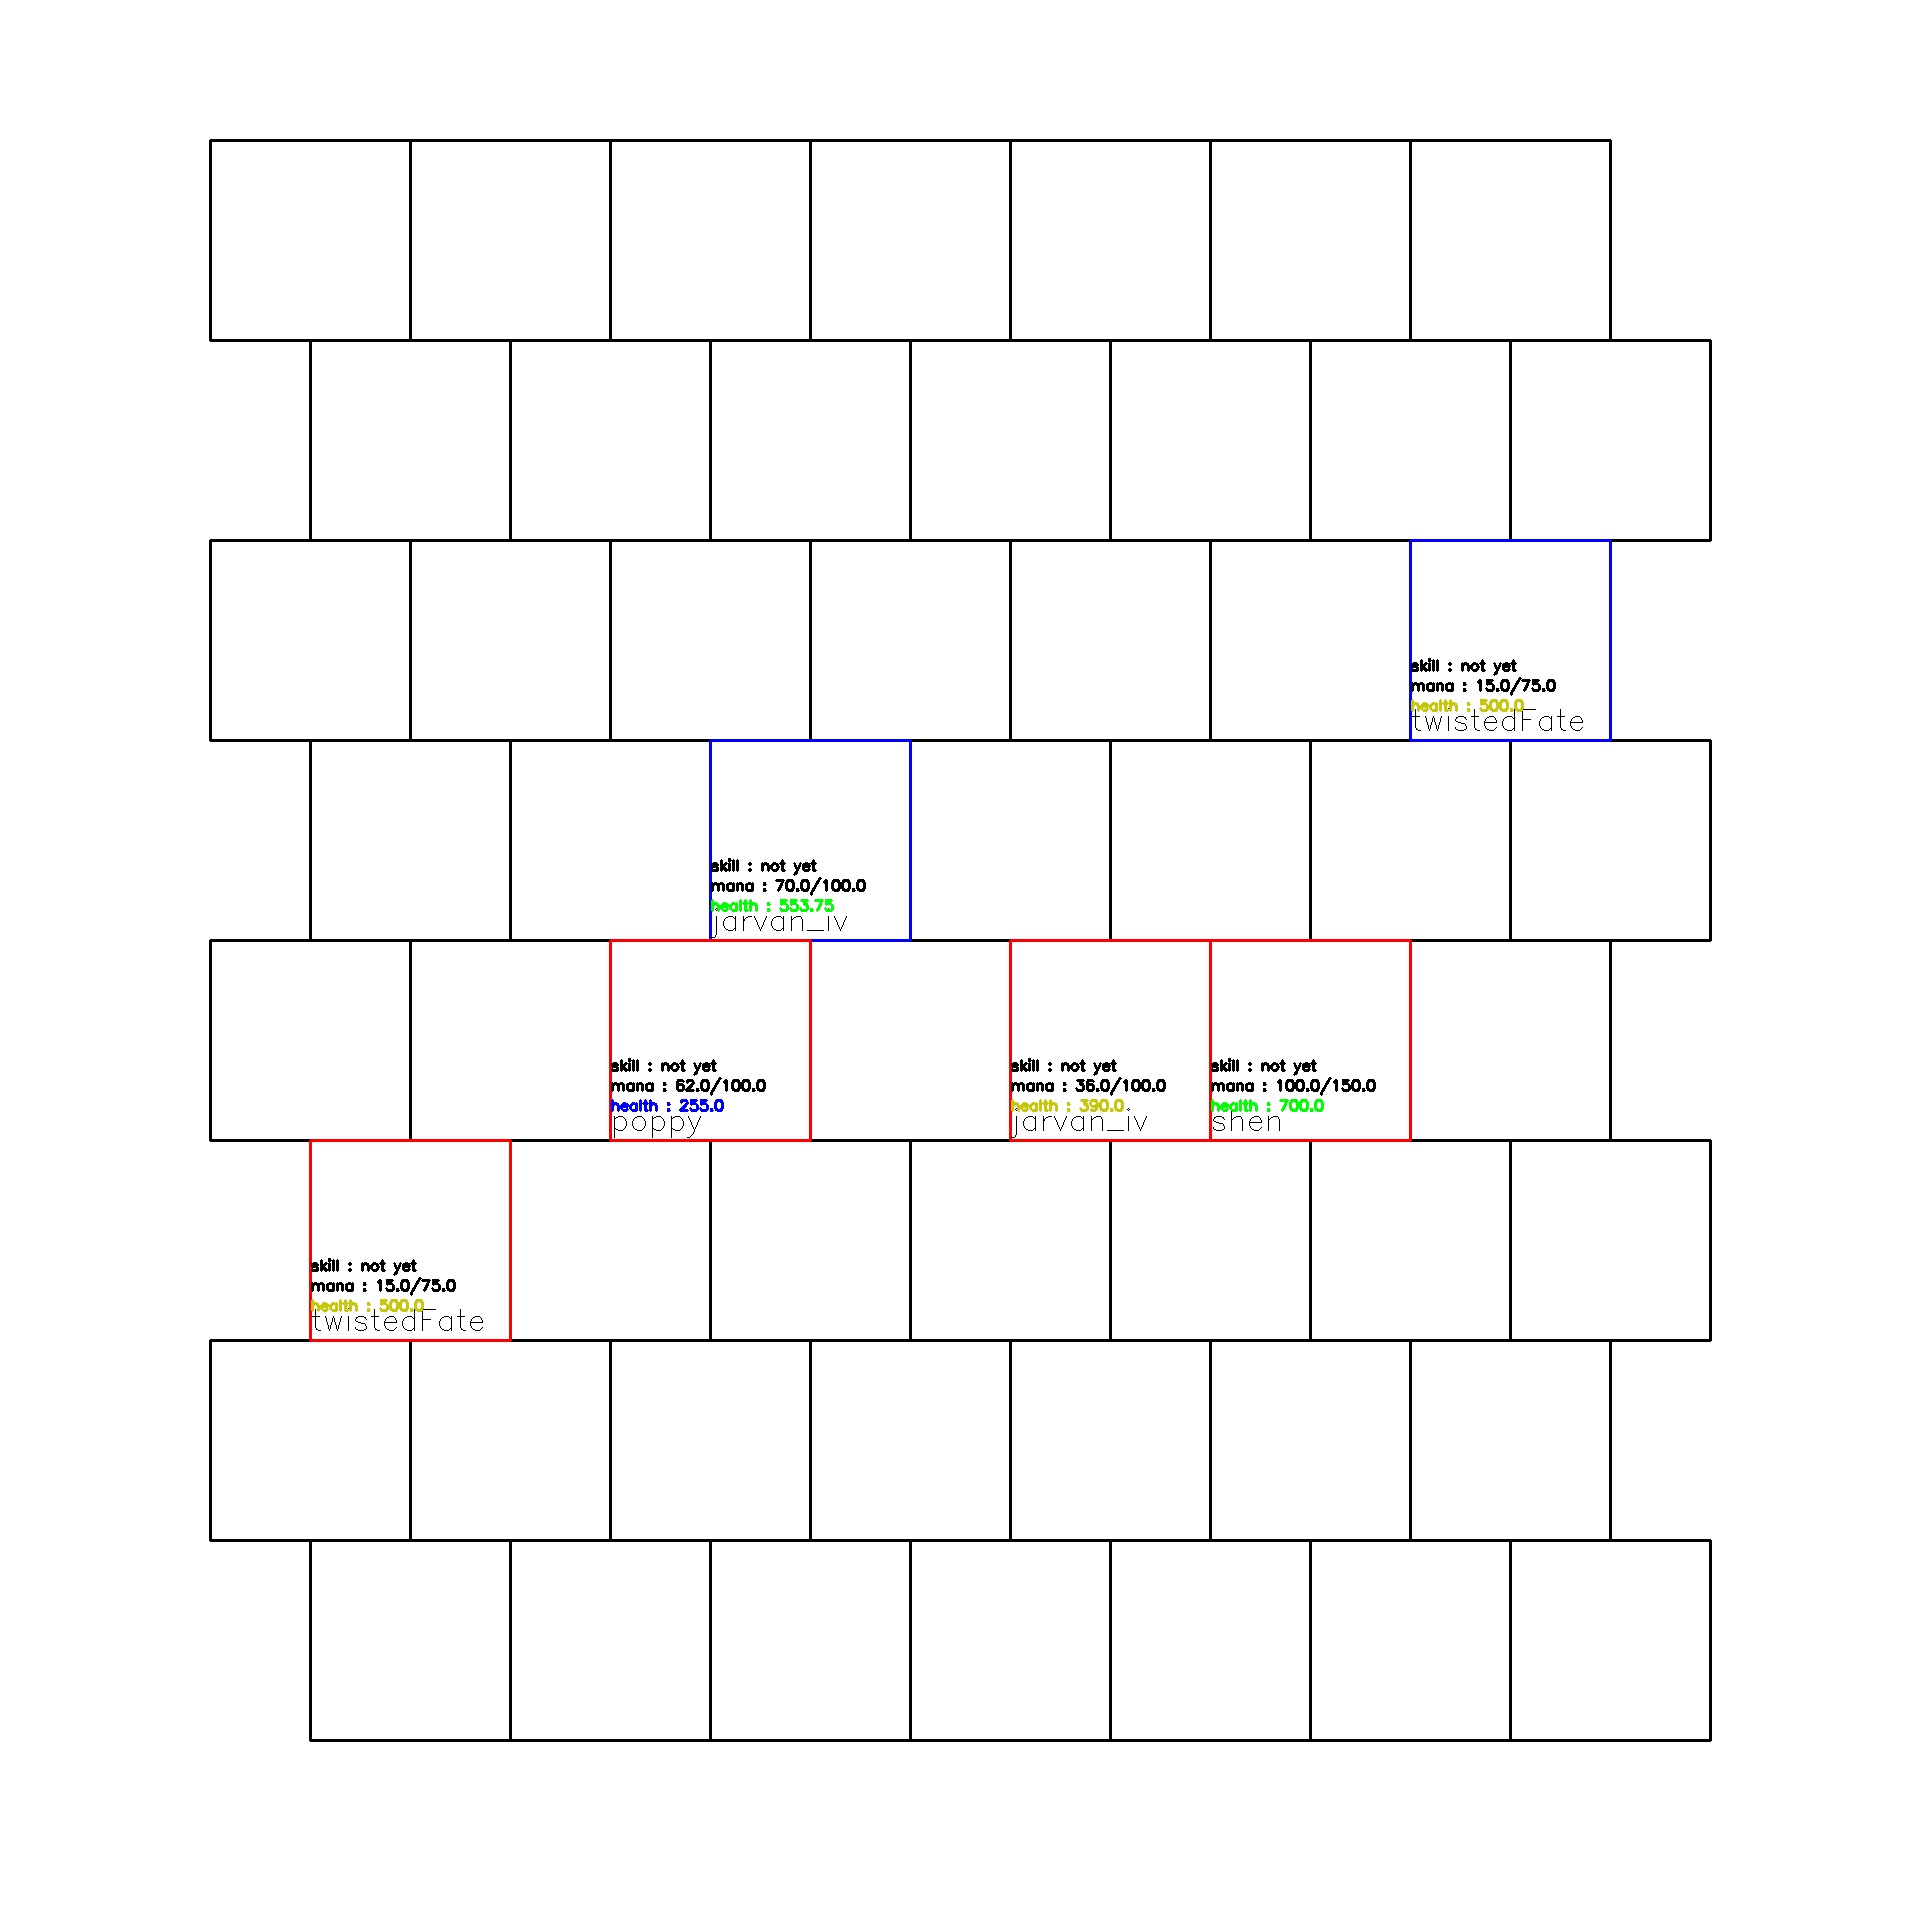 skill : not yet
mana : 15.0/75.0
health : 500.0
twistedFate
skill : not yet
mana : 70.0/100.0
health : 553.75
jarvan_iv
skill : not yet
mana : 62.0/100.0
health : 255.0
poppy
skill : not yet
mana : 36.0/100.0
health : 390.0
jarvan_iv
skill : not yet
mana : 100.0/150.0
health : 700.0
shen
skill : not yet
mana : 15.0/75.0
health : 500.0
twistedFate